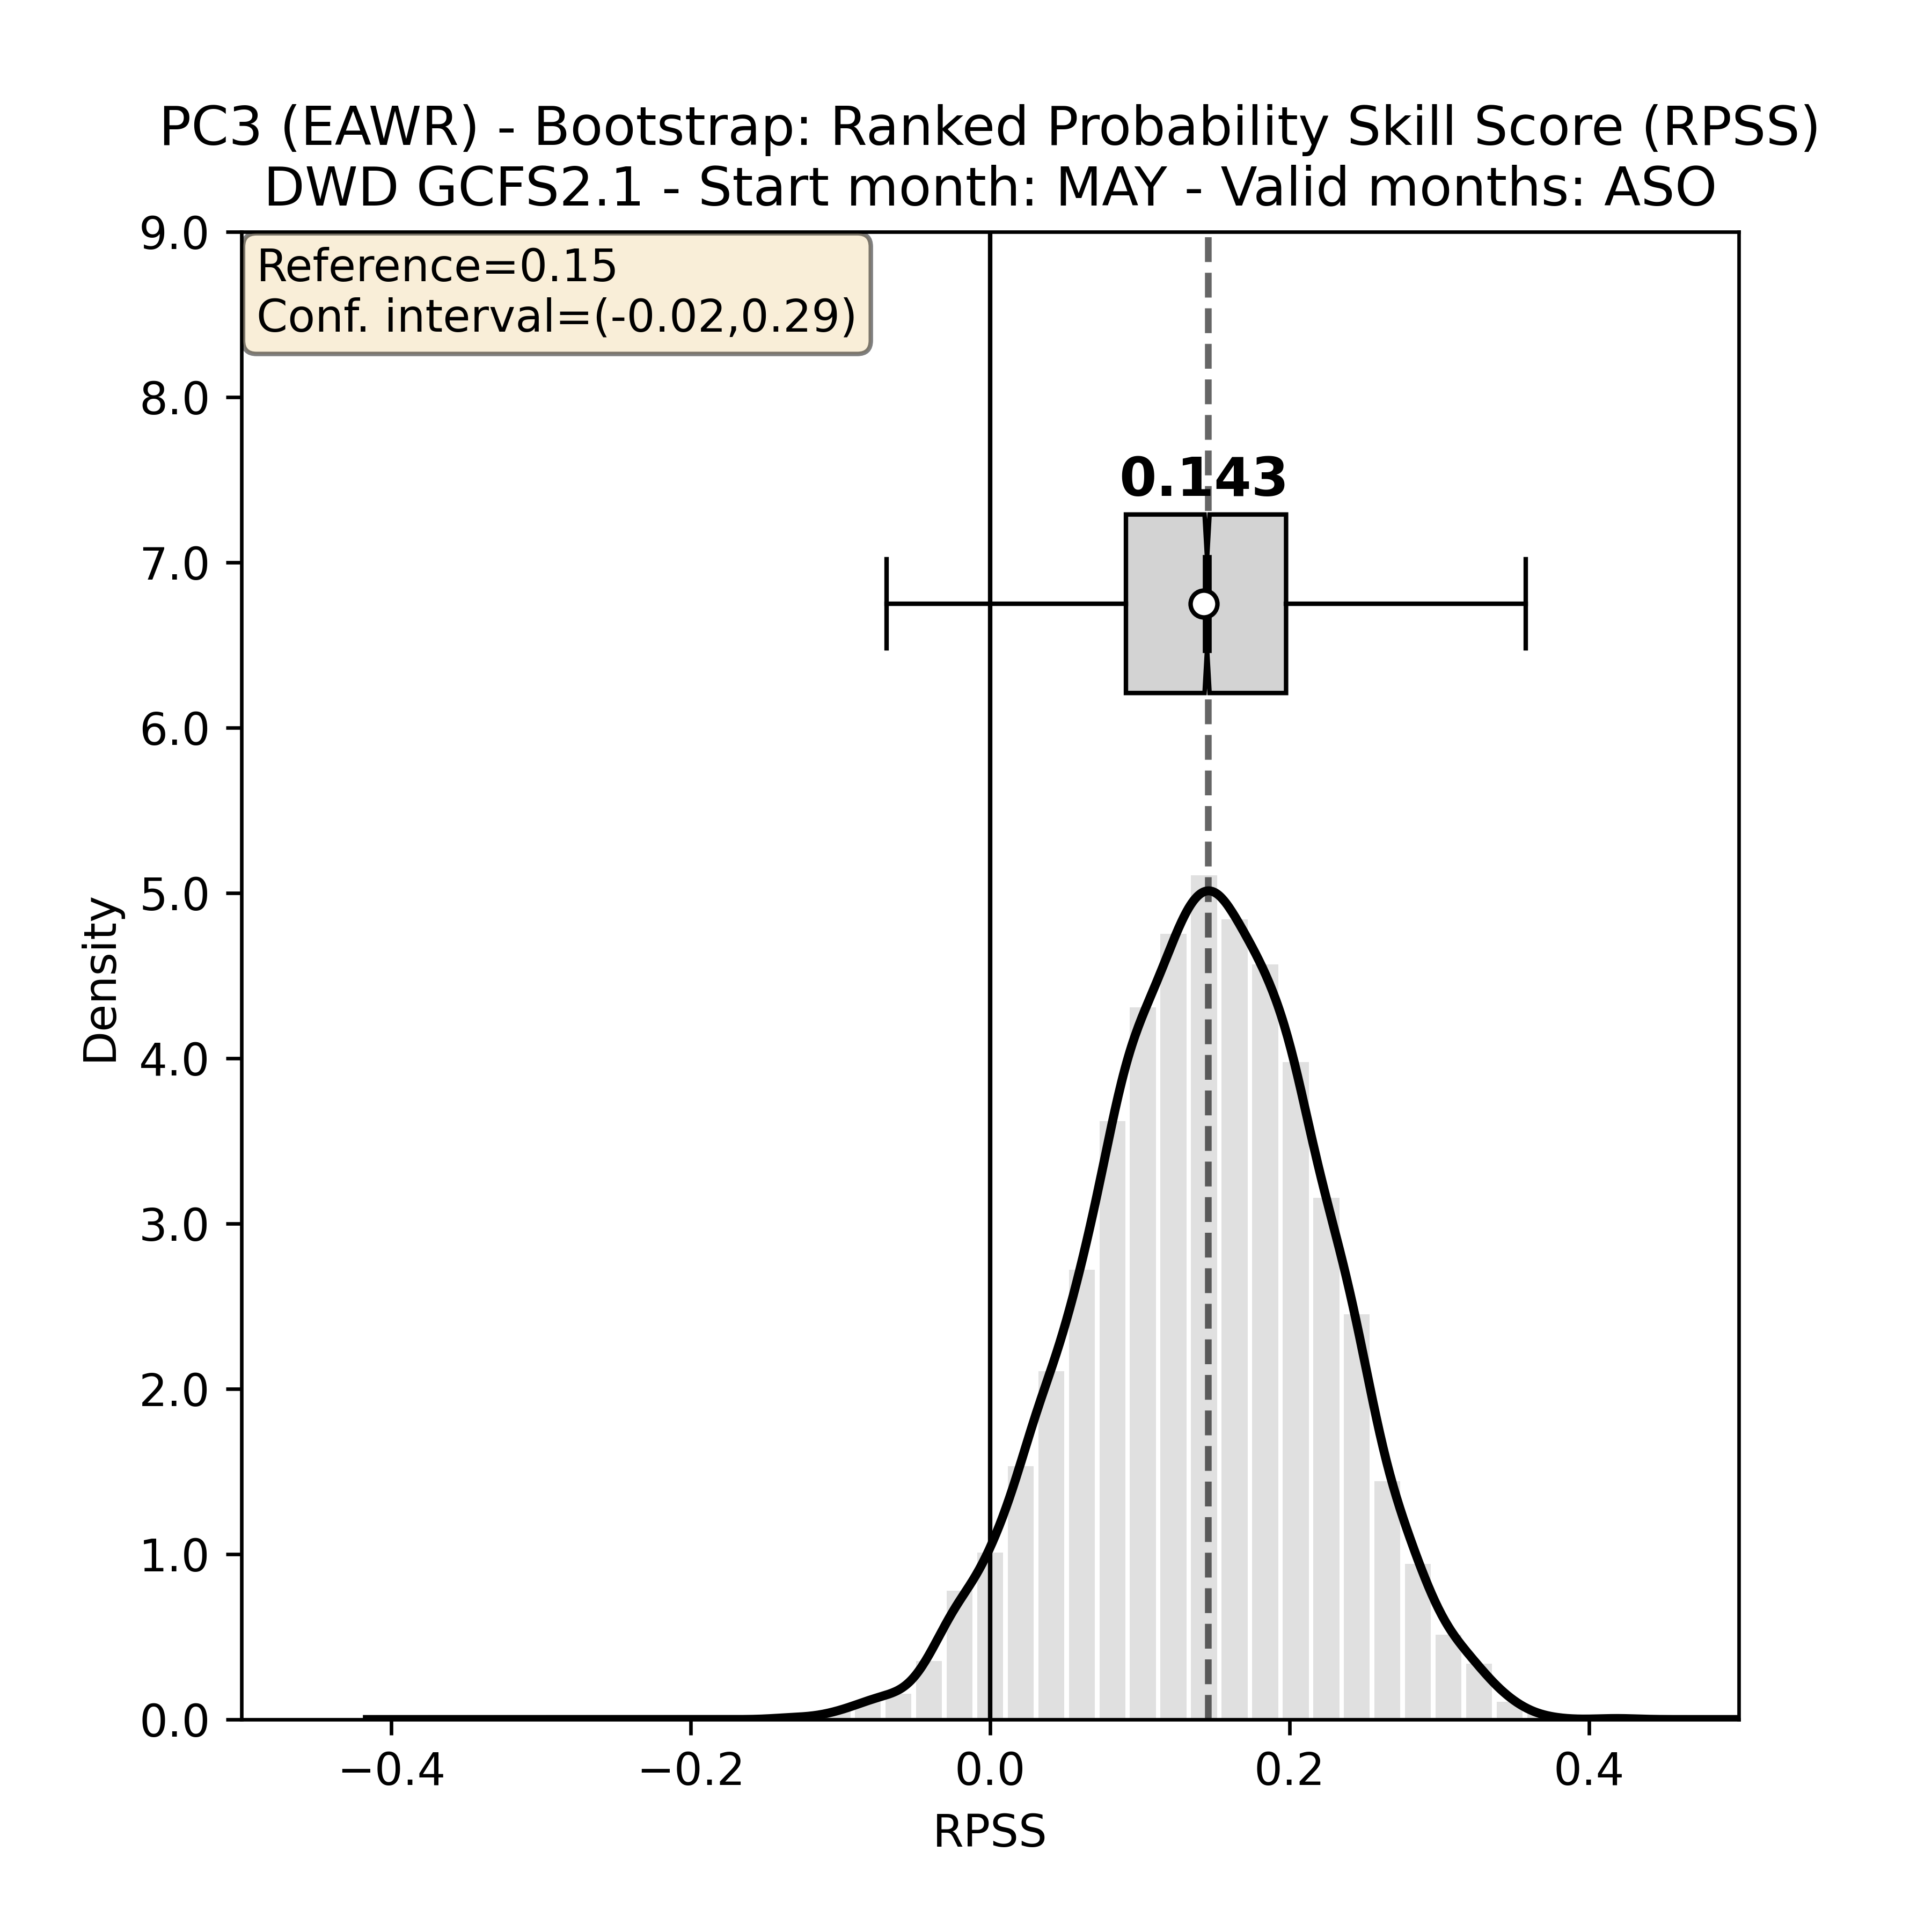 PC3 (EAWR) - Bootstrap: Ranked Probability Skill Score (RPSS)
DWD GCFS2.1 - Start month: MAY - Valid months: ASO
Reference=0.15
Conf. interval=(-0.02,0.29)
0.143
9.0
8.0
7.0
6.0
5.0
4.0
3.0
2.0
1.0
0.0
Density
−0.4
−0.2
0.0
0.2
0.4
RPSS